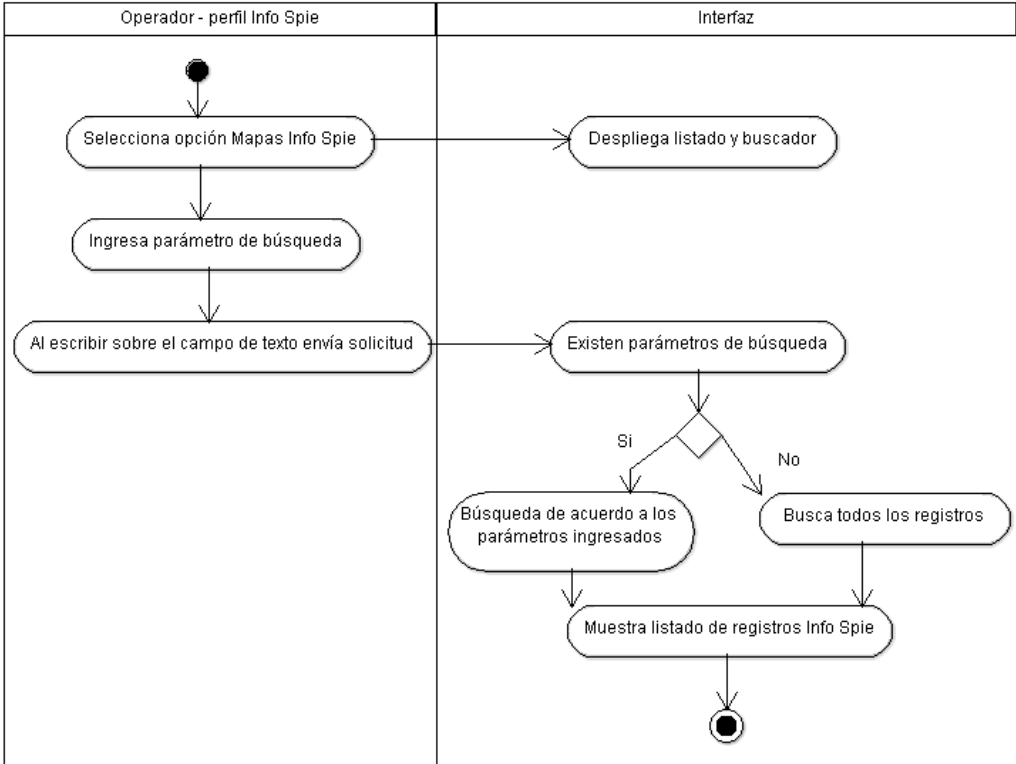 Operador - perfil Info Spie
Interfaz
Selecciona opción Mapas Info Spie
Despliega listado y buscador
Ingresa parámetro de búsqueda
Al escribir sobre el campo de texto envía solicitud
Existen parámetros de búsqueda
Si
No
Búsqueda de acuerdo a los
parámetros ingresados
Busca todos los registros
Muestra listado de registros Info Spie